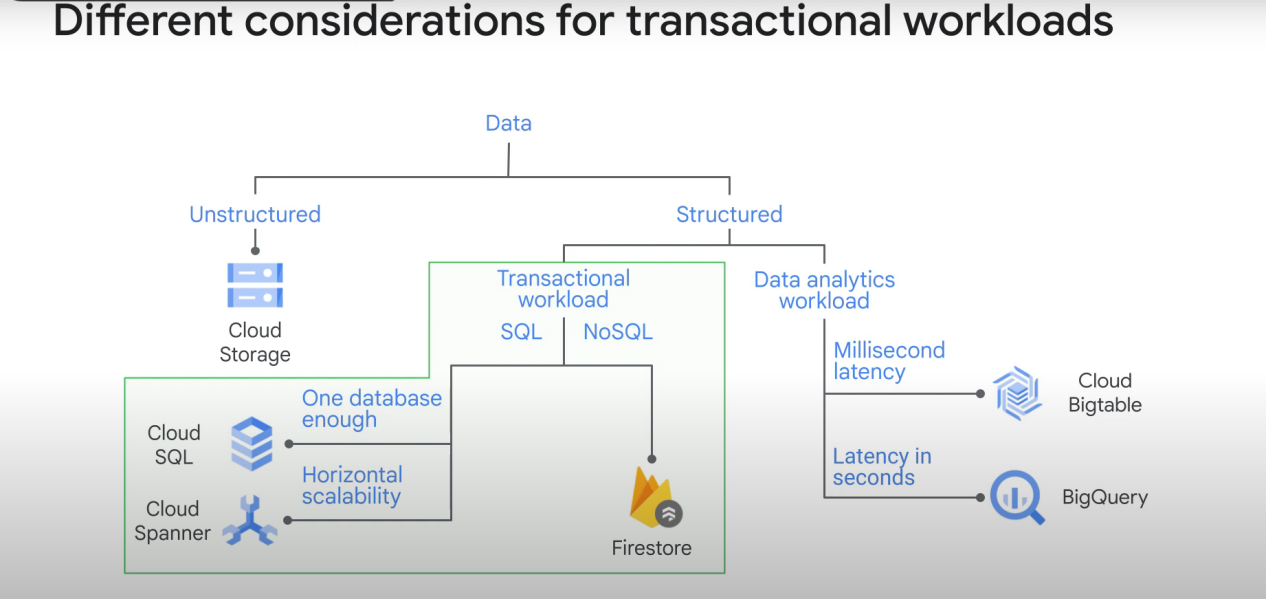 Different considerations for transactional workloads
Data
Unstructured
Structured
Cloud
Storage
Transactional
workload
SQL
NoSQL
One database
enough
Cloud
SQL
Horizontal
scalability
Cloud
Spanner
Firestore
Data analytics
workload
Millisecond
latency
Cloud
Bigtable
Latency in
seconds
BigQuery